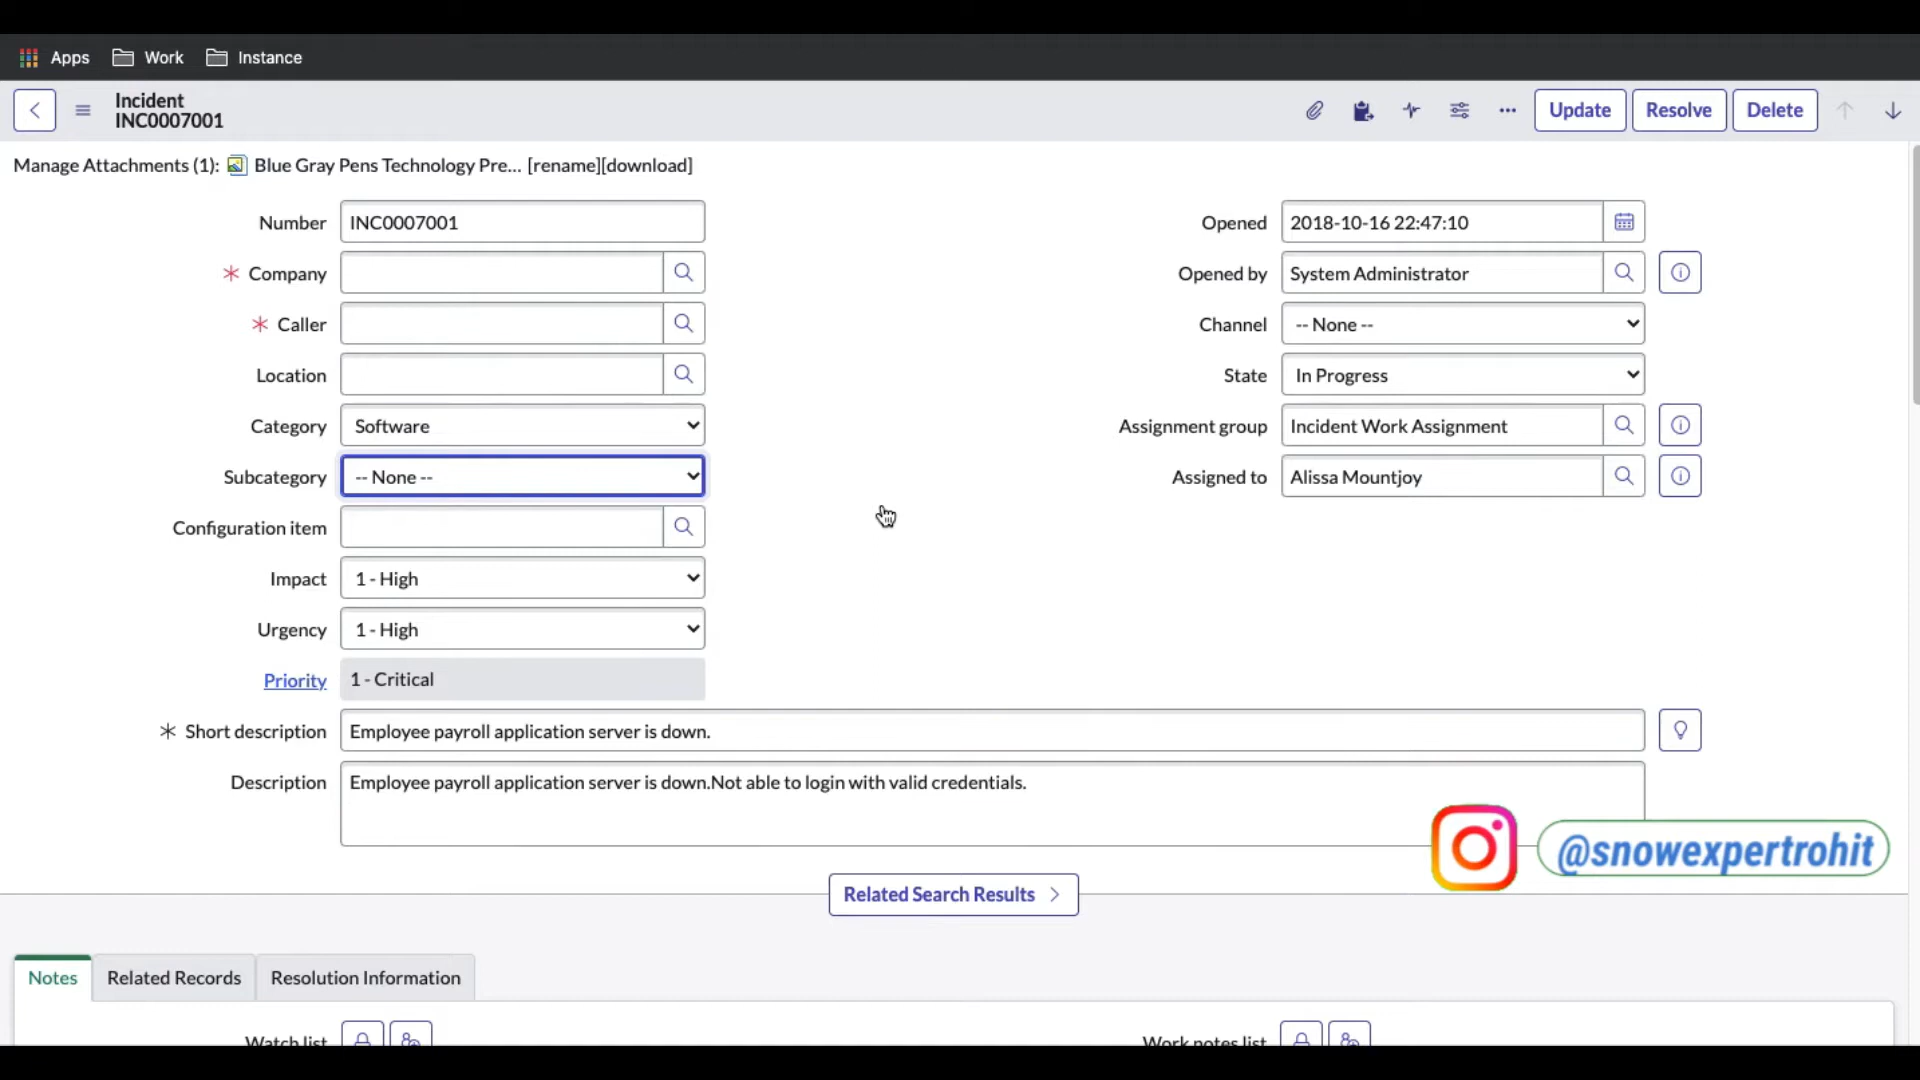 Apps Work Instance
Incident
INC0007001
Update Resolve Delete
Manage Attachments (1): Blue Gray Pens Technology Pre... [rename][download]
Number INC0007001
Opened 2018-10-16 22:47:10
Company
Opened by System Administrator
Caller
Channel -- None --
Location
State In Progress
Category Software
Assignment group Incident Work Assignment
Subcategory -- None --
Assigned to Alissa Mountjoy
Configuration item
Impact 1 - High
Urgency 1 - High
Priority 1 - Critical
Short description Employee payroll application server is down.
Description Employee payroll application server is down.Not able to login with valid credentials.
@snowexpertrohit
Related Search Results
Notes Related Records Resolution Information
Watch list Work notes list